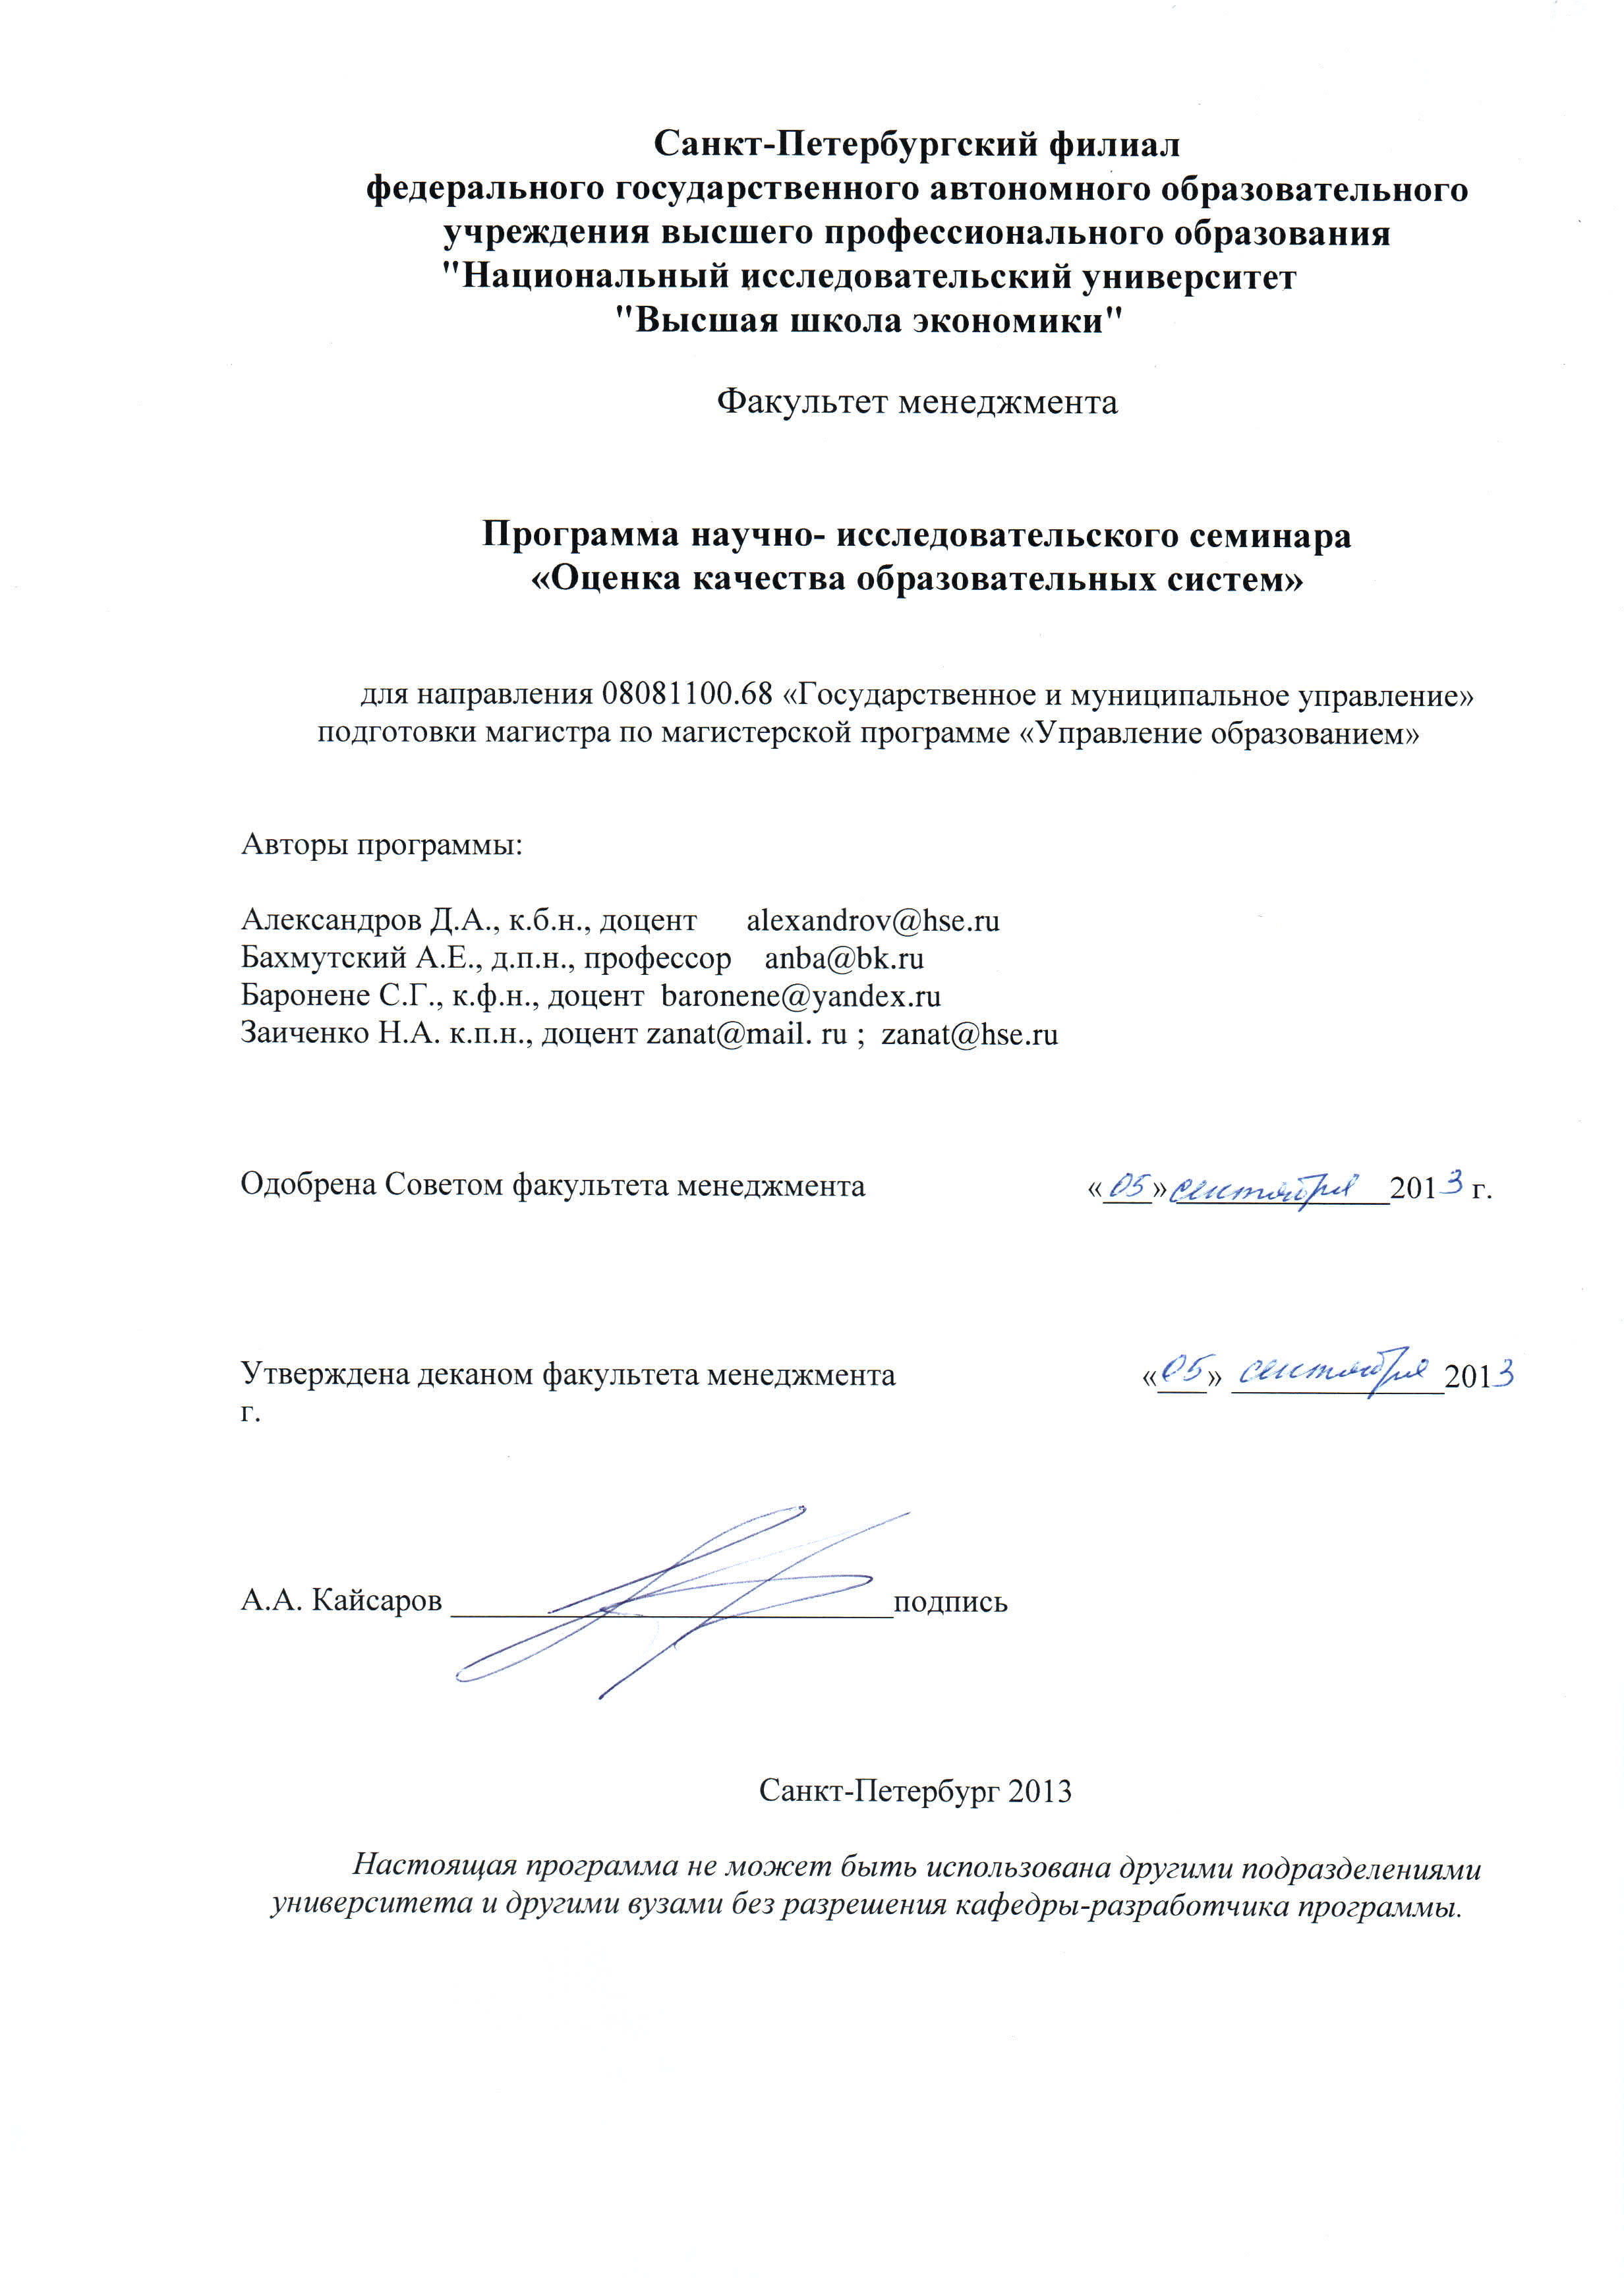 Санкт-Петербургский филиал
федерального государственного автономного образовательного
учреждения высшего профессионального образования
"Национальный исследовательский университет
"Высшая школа экономики"
Факультет менеджмента
Программа научно- исследовательского семинара
«Оценка качества образовательных систем»
для направления 08081100.68 «Государственное и муниципальное управление»
подготовки магистра по магистерской программе «Управление образованием»
Авторы программы:
Александров Д.А., к.б.н., доцент alexandrov@hse.ru
Бахмутский А.Е., д.п.н., профессор anba@bk.ru
Баронене С.Г., к.ф.н., доцент baronene@yandex.ru
Заиченко Н.А. к.п.н., доцент zanat@mail. ru ; zanat@hse.ru
Одобрена Советом факультета менеджмента «05» сентября 2013 г.
Утверждена деканом факультета менеджмента «05» сентября 2013
г.
А.А. Кайсаров ___________________________подпись
Санкт-Петербург 2013
Настоящая программа не может быть использована другими подразделениями
университета и другими вузами без разрешения кафедры-разработчика программы.